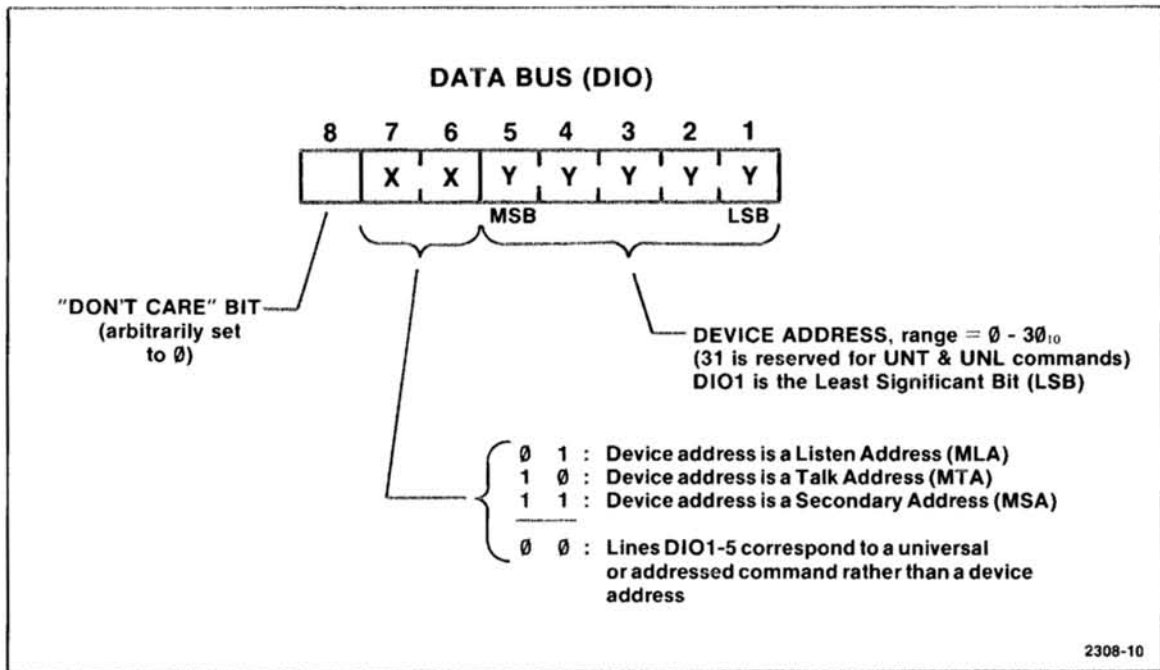 DATA BUS (DIO)
8 7 6 5 4 3 2 1
X X Y Y Y Y Y
MSB LSB
"DON'T CARE" BIT
(arbitrarily set
to Ø)
DEVICE ADDRESS, range = Ø - 3Ø₁₀
(31 is reserved for UNT & UNL commands)
DIO1 is the Least Significant Bit (LSB)
Ø 1 : Device address is a Listen Address (MLA)
1 Ø : Device address is a Talk Address (MTA)
1 1 : Device address is a Secondary Address (MSA)
Ø Ø : Lines DIO1-5 correspond to a universal
or addressed command rather than a device
address
2308-10